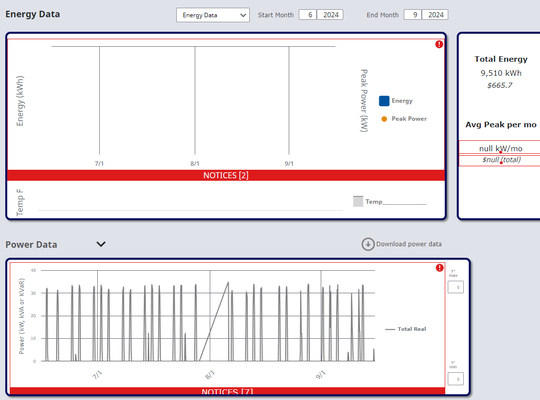 Energy Data
Energy Data
Start Month 6 2024
End Month 9 2024
Energy (kWh)
7/1 8/1 9/1
Peak Power (kW)
Energy
Peak Power
NOTICES [2]
Temp F
Temp
Total Energy
9,510 kWh
$665.7
Avg Peak per mo
null kW/mo
$null (total)
Power Data
Download power data
Power (kW, kVA or KVaR)
40
30
20
10
0
7/1 8/1 9/1
Total Real
max
min
NOTICES [7]